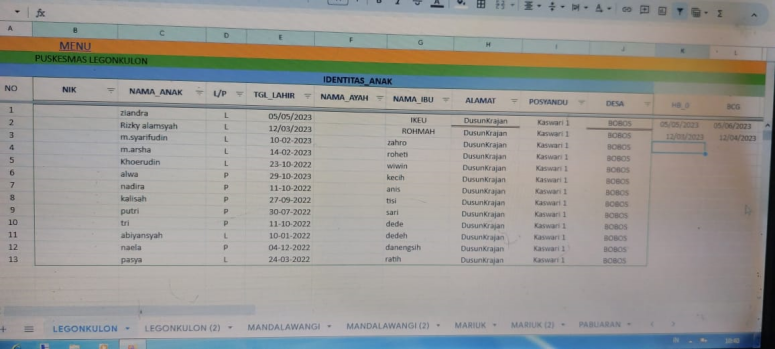 fx
A B C D E F G H I J K L
MENU
PUSKESMAS LEGONKULON
IDENTITAS_ANAK
NO NIK NAMA_ANAK L/P TGL_LAHIR NAMA_AYAH NAMA_IBU ALAMAT POSYANDU DESA HB_0 BCG
1 ziandra L 05/05/2023 IKEU DusunKrajan Kaswari 1 BOBOS 05/05/2023 05/06/2023
2 Rizky alamsyah L 12/03/2023 ROHMAH DusunKrajan Kaswari 1 BOBOS 12/03/2023 12/04/2023
3 m.syarifudin L 10-02-2023 zahro DusunKrajan Kaswari 1 BOBOS
4 m.arsha L 14-02-2023 roheti DusunKrajan Kaswari 1 BOBOS
5 Khoerudin L 23-10-2022 wiwin DusunKrajan Kaswari 1 BOBOS
6 alwa P 29-10-2023 kecih DusunKrajan Kaswari 1 BOBOS
7 nadira P 11-10-2022 anis DusunKrajan Kaswari 1 BOBOS
8 kalisah P 27-09-2022 tisi DusunKrajan Kaswari 1 BOBOS
9 putri P 30-07-2022 sari DusunKrajan Kaswari 1 BOBOS
10 tri P 11-10-2022 dede DusunKrajan Kaswari 1 BOBOS
11 abiyansyah L 10-01-2022 dedeh DusunKrajan Kaswari 1 BOBOS
12 naela P 04-12-2022 danengsih DusunKrajan Kaswari 1 BOBOS
13 pasya L 24-03-2022 ratih DusunKrajan Kaswari 1 BOBOS
LEGONKULON LEGONKULON (2) MANDALAWANGI MANDALAWANGI (2) MARIUK MARIUK (2) PABUARAN